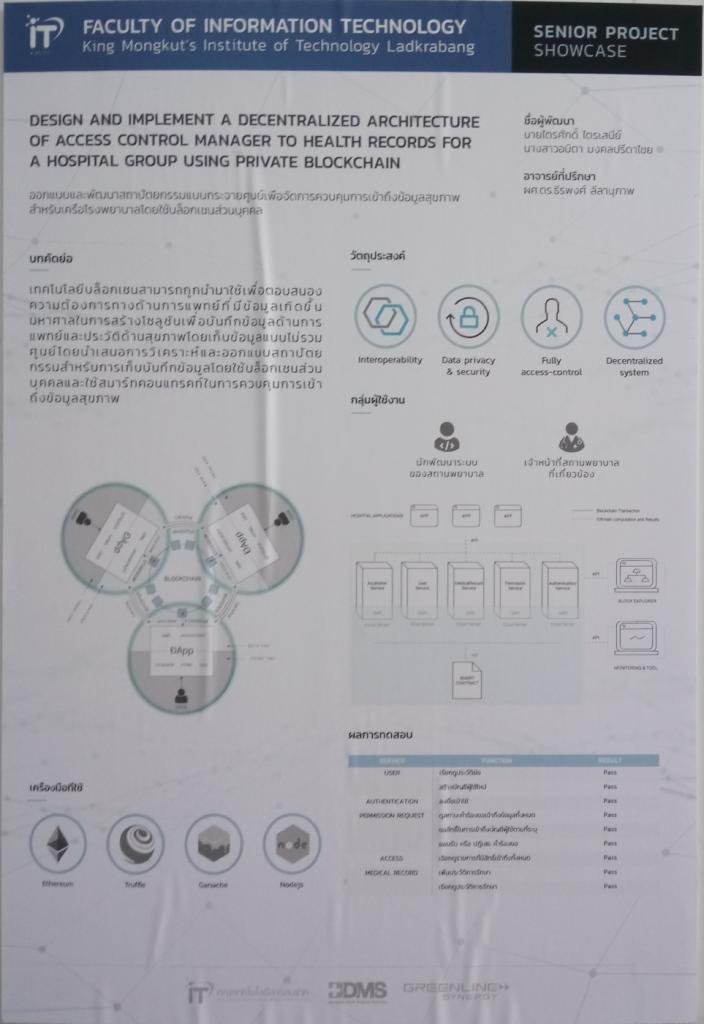 FACULTY OF INFORMATION TECHNOLOGY
King Mongkut's Institute of Technology Ladkrabang
SENIOR PROJECT
SHOWCASE
DESIGN AND IMPLEMENT A DECENTRALIZED ARCHITECTURE
OF ACCESS CONTROL MANAGER TO HEALTH RECORDS FOR
A HOSPITAL GROUP USING PRIVATE BLOCKCHAIN
ออกแบบและพัฒนาสถาปัตยกรรมแบบกระจายศูนย์เพื่อจัดการควบคุมการเข้าถึงข้อมูลสุขภาพ
สำหรับเครือโรงพยาบาลโดยใช้บล็อกเชนส่วนบุคคล
ชื่อผู้พัฒนา
นายไตรศักดิ์ ไตรเสนีย์
นางสาวอนิตา มงคลปรีดาไชย
อาจารย์ที่ปรึกษา
ผศ.ดร.ธีรพงศ์ ลีลานุภาพ
บทคัดย่อ
เทคโนโลยีบล็อกเชนสามารถถูกนำมาใช้เพื่อตอบสนอง
ความต้องการทางด้านการแพทย์ที่มีข้อมูลเกิดขึ้น
มหาศาลในการสร้างโซลูชันเพื่อบันทึกข้อมูลด้านการ
แพทย์และประวัติด้านสุขภาพโดยเก็บข้อมูลแบบไม่รวม
ศูนย์โดยนำเสนอการวิเคราะห์และออกแบบสถาปัตย
กรรมสำหรับการเก็บบันทึกข้อมูลโดยใช้บล็อกเชนส่วน
บุคคลและใช้สมาร์ทคอนแทรคท์ในการควบคุมการเข้า
ถึงข้อมูลสุขภาพ
วัตถุประสงค์
Interoperability
Data privacy
& security
Fully
access-control
Decentralized
system
กลุ่มผู้ใช้งาน
นักพัฒนาระบบ
ของสถานพยาบาล
เจ้าหน้าที่สถานพยาบาล
ที่เกี่ยวข้อง
HOSPITAL APPLICATIONS
APP
APP
APP
Blockchain Transaction
Offchain computation and Results
API
User
Service
MedicalRecord
Service
Permission
Service
Authentication
Service
API
BLOCK EXPLORER
API
MONITORING & TOOL
SMART
CONTRACT
ĐApp
ĐApp
BLOCKCHAIN
ĐApp
ผลการทดสอบ
SERVICE FUNCTION RESULT
USER เรียกดูประวัติย่อ Pass
สร้างบัญชีผู้ใช้ใหม่ Pass
AUTHENTICATION ลงชื่อเข้าใช้ Pass
PERMISSION REQUEST ดูสถานะคำร้องขอเข้าถึงข้อมูลทั้งหมด Pass
ขอสิทธิ์ในการเข้าถึงบัญชีผู้ใช้ตามที่ระบุ Pass
ยอมรับ หรือ ปฏิเสธ คำร้องขอ Pass
ACCESS เรียกดูรายการที่มีสิทธิ์เข้าถึงทั้งหมด Pass
MEDICAL RECORD เพิ่มประวัติการรักษา Pass
เรียกดูประวัติการรักษา Pass
เครื่องมือที่ใช้
Ethereum
Truffle
Ganache
node
Nodejs
iT
BDMS
GREENLINE
SYNERGY